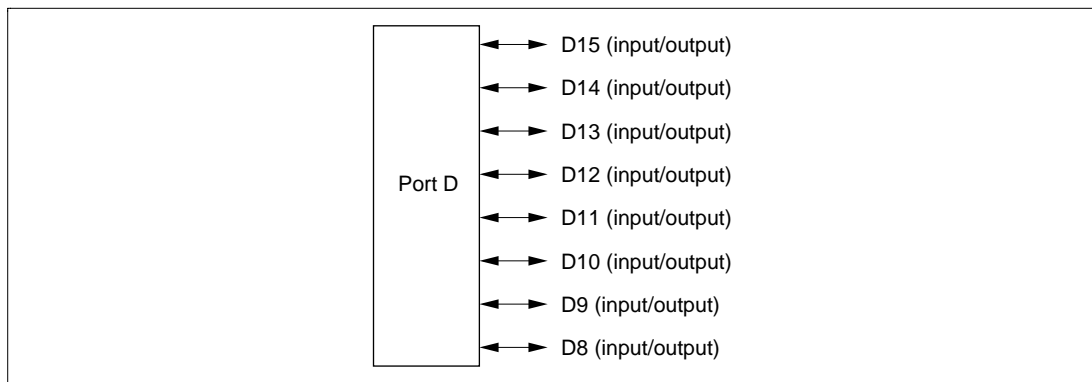 D15 (input/output)
D14 (input/output)
D13 (input/output)
D12 (input/output)
Port D
D11 (input/output)
D10 (input/output)
D9 (input/output)
D8 (input/output)